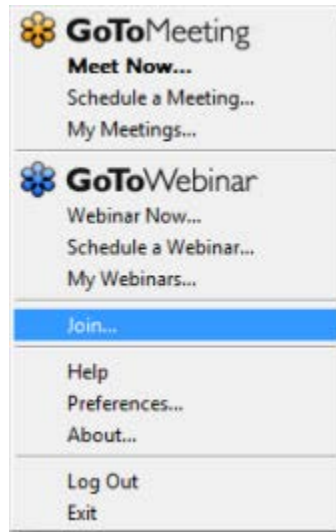 GoToMeeting
Meet Now...
Schedule a Meeting...
My Meetings...
GoToWebinar
Webinar Now...
Schedule a Webinar...
My Webinars...
Join...
Help
Preferences...
About...
Log Out
Exit